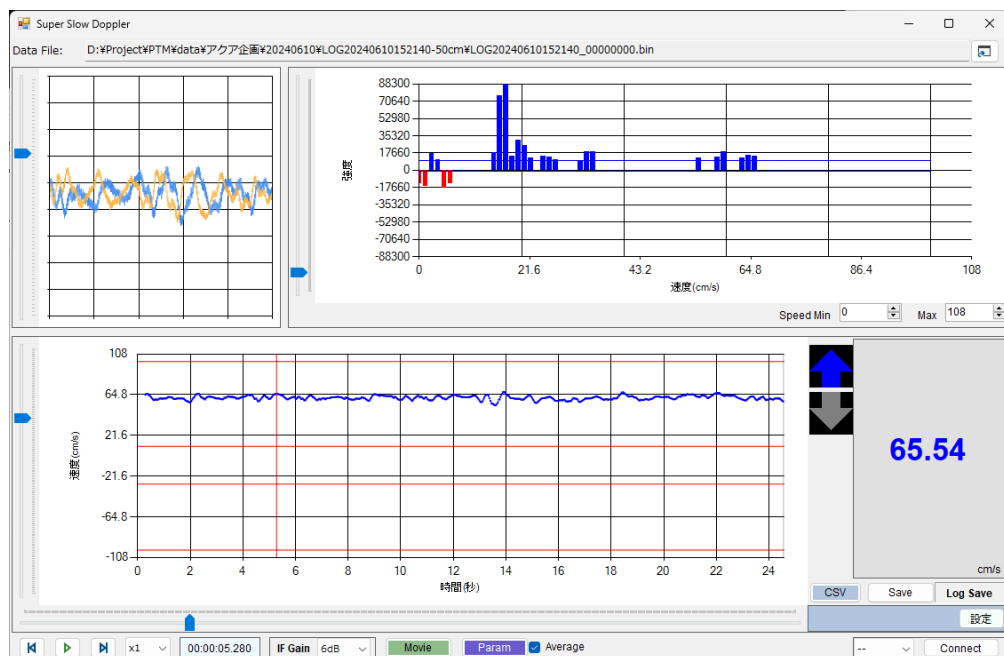 Super Slow Doppler
Data File: D:¥Project¥PTM¥data¥アクア企画¥20240610¥LOG20240610152140-50cm¥LOG20240610152140_00000000.bin
88300
70640
52980
35320
17660
0
-17660
-35320
-52980
-70640
-88300
強度
0 21.6 43.2 64.8 86.4 108
速度(cm/s)
Speed Min 0 Max 108
108
64.8
21.6
-21.6
-64.8
-108
速度(cm/s)
0 2 4 6 8 10 12 14 16 18 20 22 24
時間(秒)
65.54
cm/s
CSV Save Log Save
設定
x1 00:00:05.280 IF Gain 6dB Movie Param Average -- Connect